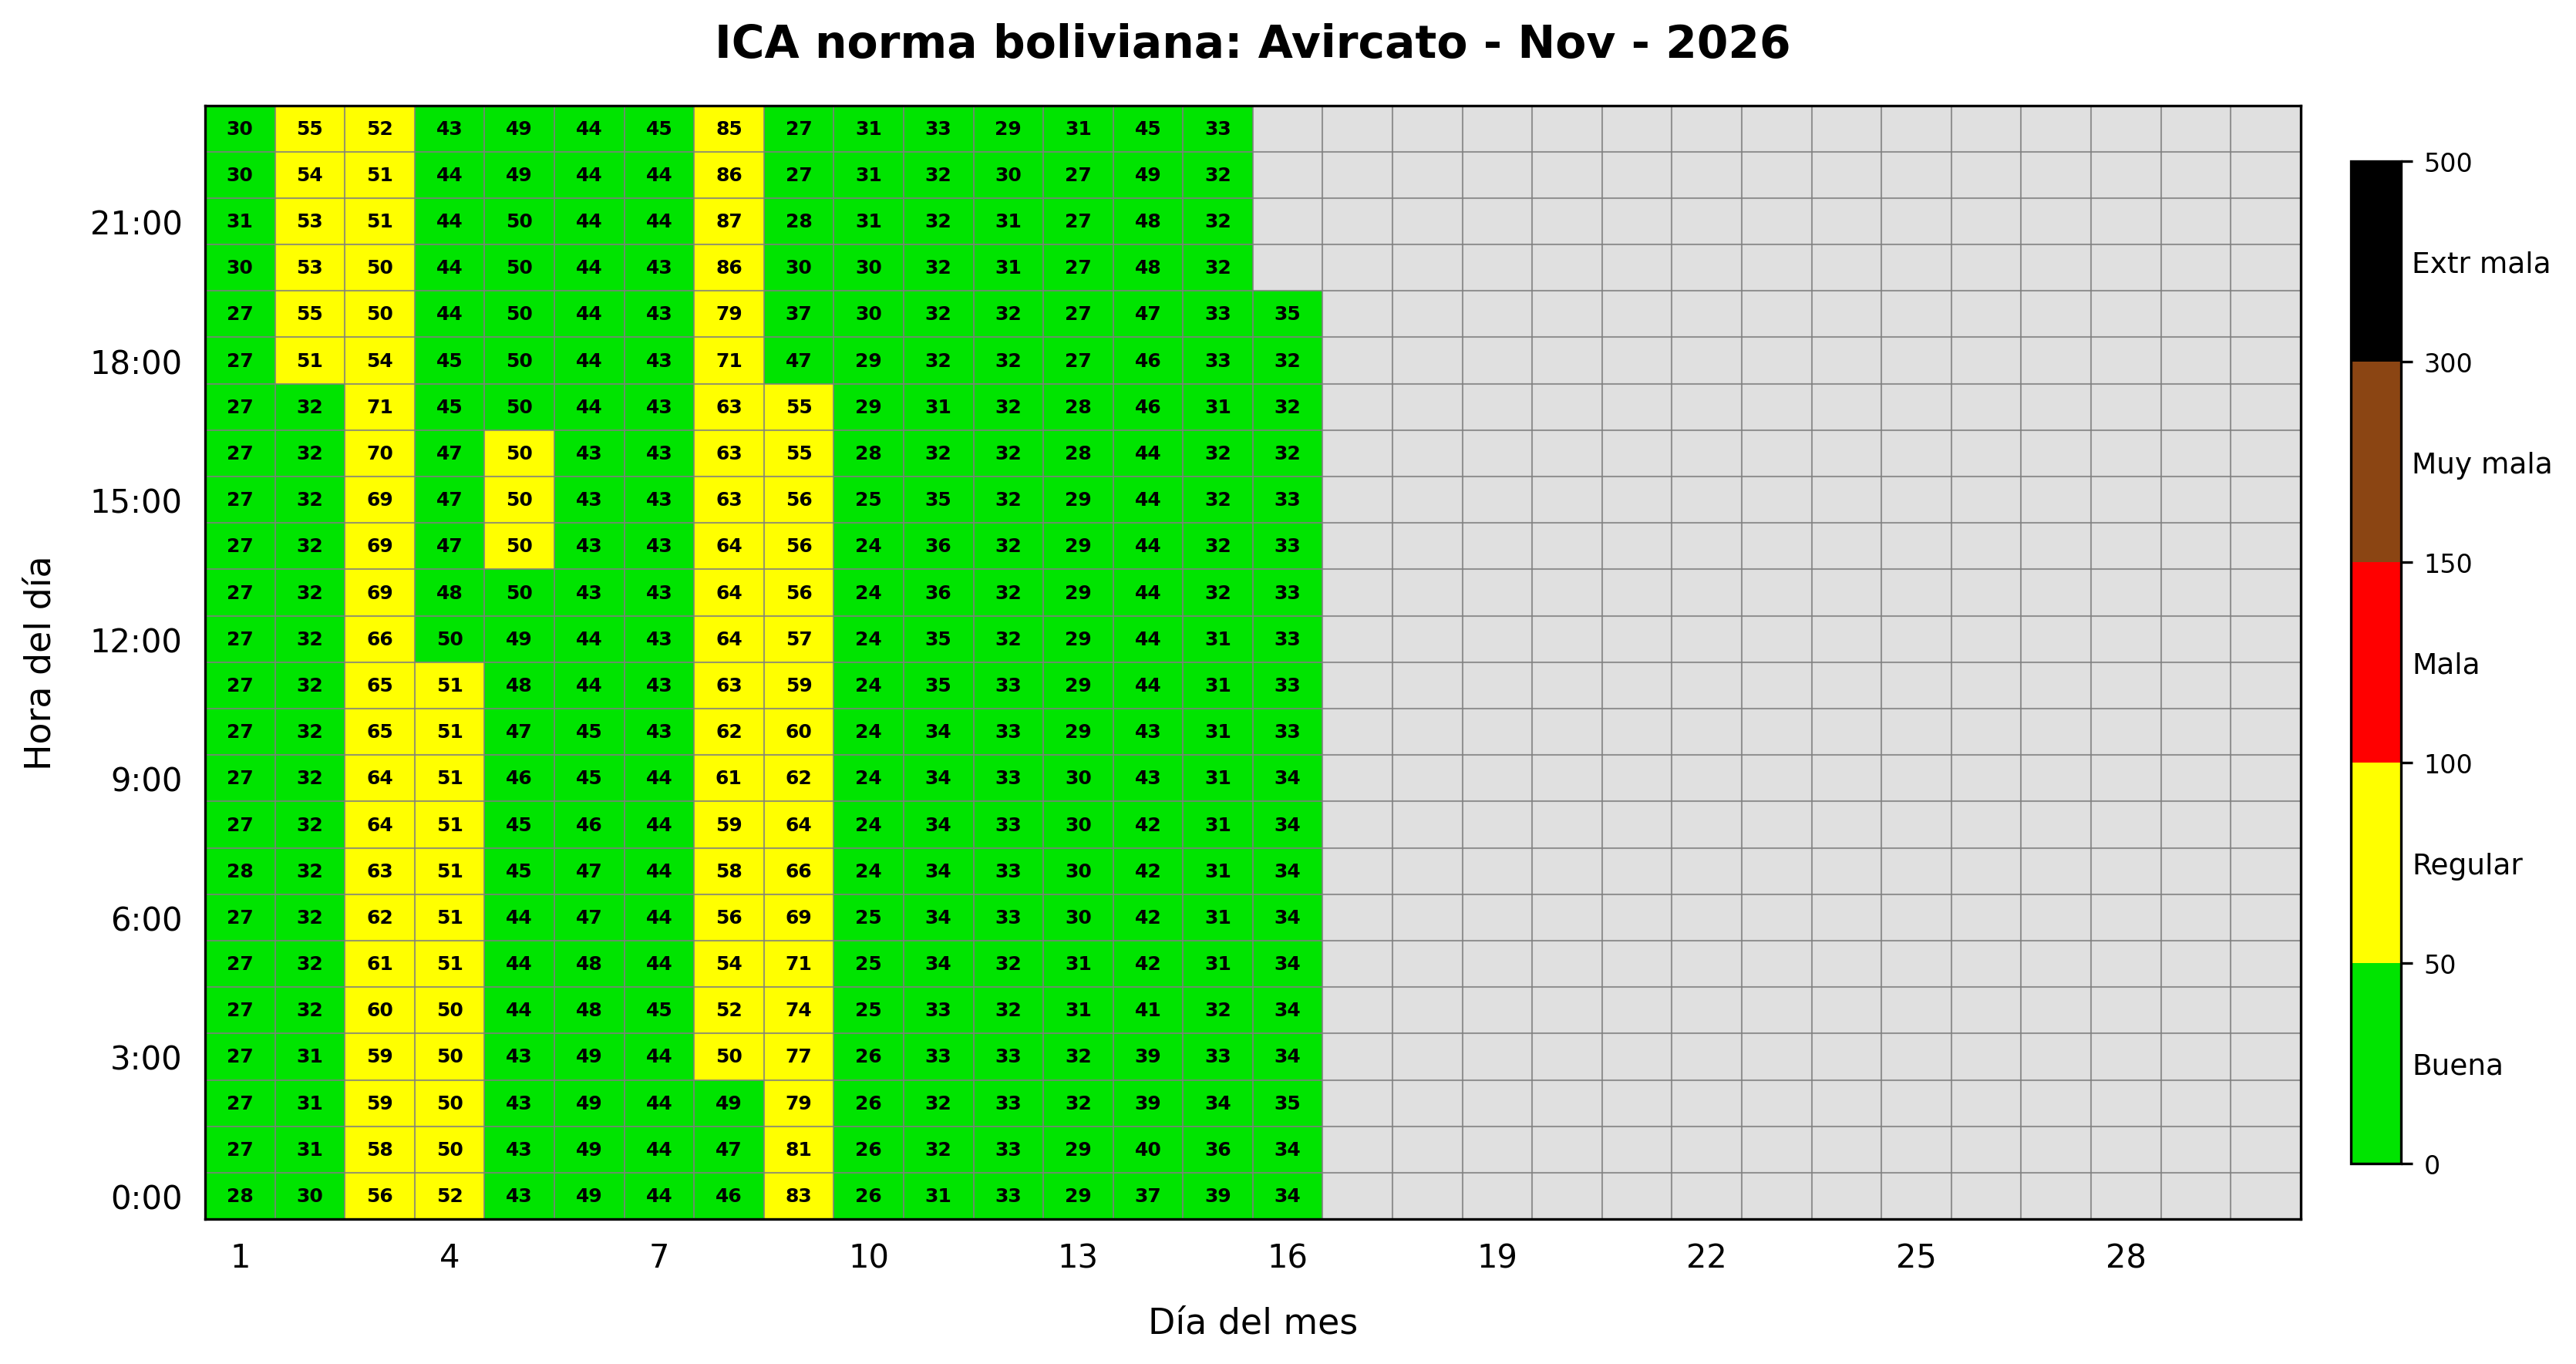 ICA norma boliviana: Avircato - Nov - 2026
30 55 52 43 49 44 45 85 27 31 33 29 31 45 33
30 54 51 44 49 44 44 86 27 31 32 30 27 49 32
21:00 31 53 51 44 50 44 44 87 28 31 32 31 27 48 32
30 53 50 44 50 44 43 86 30 30 32 31 27 48 32
27 55 50 44 50 44 43 79 37 30 32 32 27 47 33 35
18:00 27 51 54 45 50 44 43 71 47 29 32 32 27 46 33 32
27 32 71 45 50 44 43 63 55 29 31 32 28 46 31 32
27 32 70 47 50 43 43 63 55 28 32 32 28 44 32 32
15:00 27 32 69 47 50 43 43 63 56 25 35 32 29 44 32 33
27 32 69 47 50 43 43 64 56 24 36 32 29 44 32 33
27 32 69 48 50 43 43 64 56 24 36 32 29 44 32 33
12:00 27 32 66 50 49 44 43 64 57 24 35 32 29 44 31 33
27 32 65 51 48 44 43 63 59 24 35 33 29 44 31 33
27 32 65 51 47 45 43 62 60 24 34 33 29 43 31 33
9:00 27 32 64 51 46 45 44 61 62 24 34 33 30 43 31 34
27 32 64 51 45 46 44 59 64 24 34 33 30 42 31 34
28 32 63 51 45 47 44 58 66 24 34 33 30 42 31 34
6:00 27 32 62 51 44 47 44 56 69 25 34 33 30 42 31 34
27 32 61 51 44 48 44 54 71 25 34 32 31 42 31 34
27 32 60 50 44 48 45 52 74 25 33 32 31 41 32 34
3:00 27 31 59 50 43 49 44 50 77 26 33 33 32 39 33 34
27 31 59 50 43 49 44 49 79 26 32 33 32 39 34 35
27 31 58 50 43 49 44 47 81 26 32 33 29 40 36 34
0:00 28 30 56 52 43 49 44 46 83 26 31 33 29 37 39 34
1 4 7 10 13 16 19 22 25 28
Día del mes
Hora del día
500
Extr mala
300
Muy mala
150
Mala
100
Regular
50
Buena
0